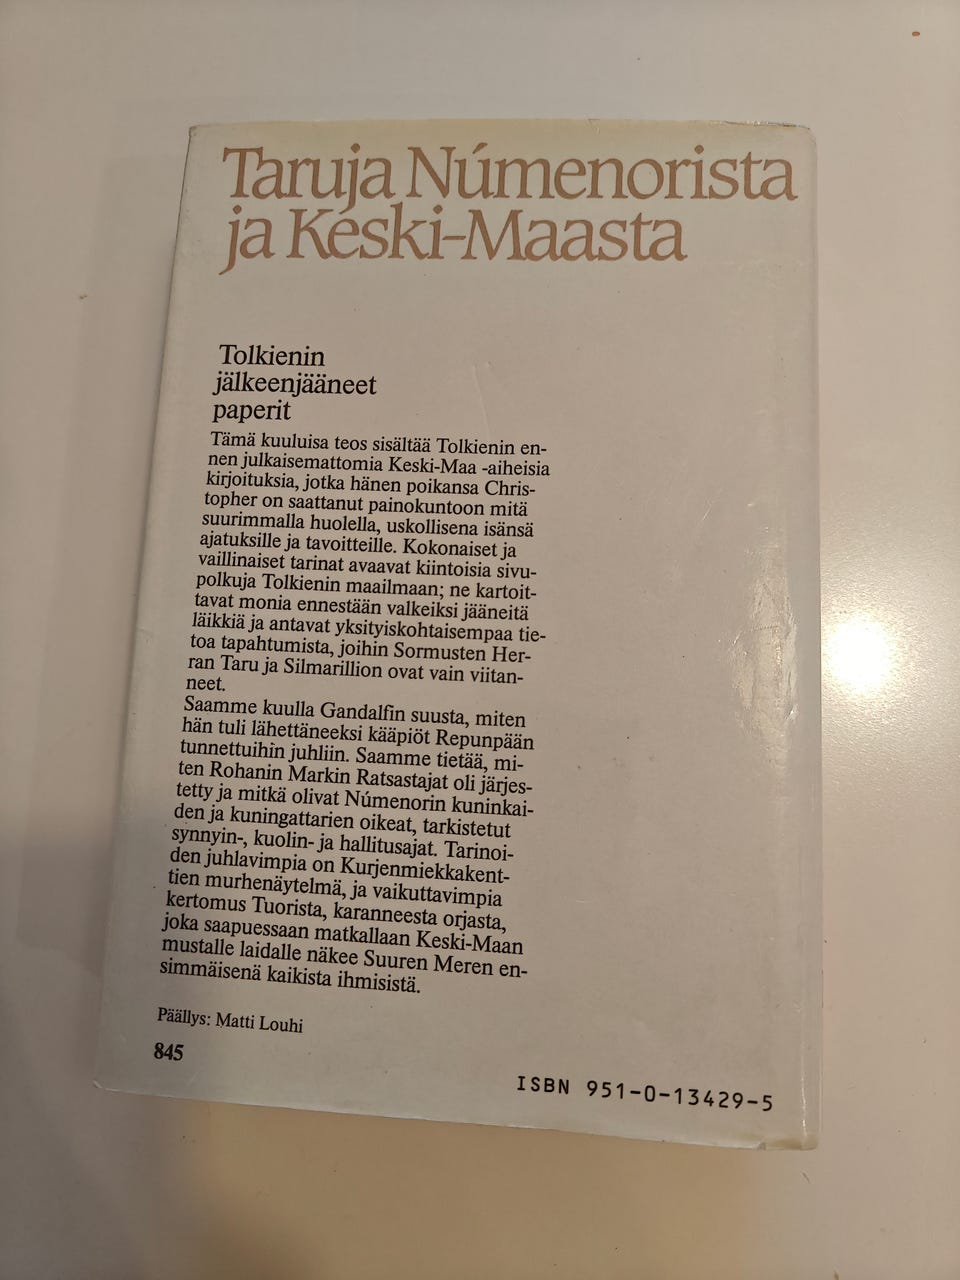 Taruja Númenorista
ja Keski-Maasta
Tolkienin
jälkeenjääneet
paperit
Tämä kuuluisa teos sisältää Tolkienin en-
nen julkaisemattomia Keski-Maa -aiheisia
kirjoituksia, jotka hänen poikansa Chris-
topher on saattanut painokuntoon mitä
suurimmalla huolella, uskollisena isänsä
ajatuksille ja tavoitteille. Kokonaiset ja
vaillinaiset tarinat avaavat kiintoisia sivu-
polkuja Tolkienin maailmaan; ne kartoit-
tavat monia ennestään valkeiksi jääneitä
läikkiä ja antavat yksityiskohtaisempaa tie-
toa tapahtumista, joihin Sormusten Her-
ran Taru ja Silmarillion ovat vain viitan-
neet.
Saamme kuulla Gandalfin suusta, miten
hän tuli lähettäneeksi kääpiöt Repunpään
tunnettuihin juhliin. Saamme tietää, mi-
ten Rohanin Markin Ratsastajat oli järjes-
tetty ja mitkä olivat Númenorin kuninkai-
den ja kuningattarien oikeat, tarkistetut
synnyin-, kuolin- ja hallitusajat. Tarinoi-
den juhlavimpia on Kurjenmiekkakent-
tien murhenäytelmä, ja vaikuttavimpia
kertomus Tuorista, karanneesta orjasta,
joka saapuessaan matkallaan Keski-Maan
mustalle laidalle näkee Suuren Meren en-
simmäisenä kaikista ihmisistä.
Päällys: Matti Louhi
845
ISBN 951-0-13429-5